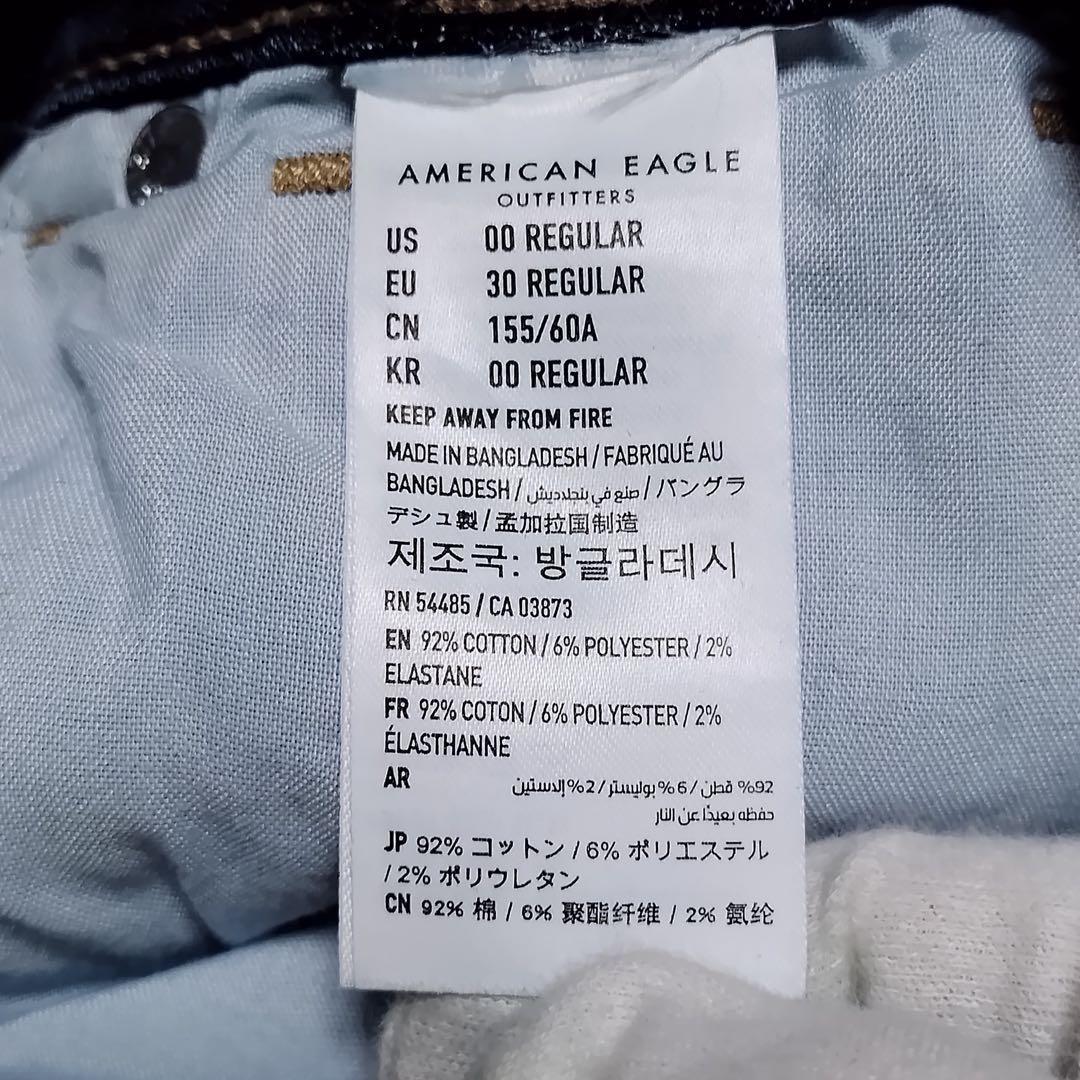 AMERICAN EAGLE
OUTFITTERS
US 00 REGULAR
EU 30 REGULAR
CN 155/60A
KR 00 REGULAR
KEEP AWAY FROM FIRE
MADE IN BANGLADESH / FABRIQUÉ AU
BANGLADESH / صنع في بنجلاديش / バングラ
デシュ製 / 孟加拉国制造
제조국: 방글라데시
RN 54485 / CA 03873
EN 92% COTTON / 6% POLYESTER / 2%
ELASTANE
FR 92% COTON / 6% POLYESTER / 2%
ÉLASTHANNE
AR 92% قطن / 6% بوليستر / 2% إلاستين
حفظه بعيدًا عن النار
JP 92% コットン / 6% ポリエステル
/ 2% ポリウレタン
CN 92% 棉 / 6% 聚酯纤维 / 2% 氨纶